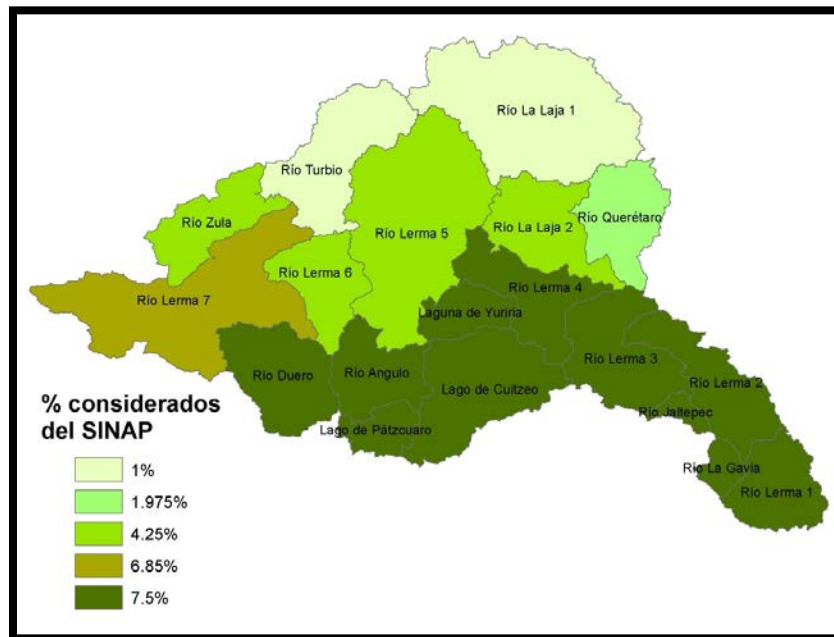 Río La Laja 1
Río Turbio
Río Zula
Río La Laja 2
Río Querétaro
Río Lerma 5
Río Lerma 6
Río Lerma 7
Río Lerma 4
Laguna de Yuriria
Río Lerma 3
Río Duero
Río Angulo
Lago de Cuitzeo
Río Lerma 2
Río Jaltepec
Lago de Pátzcuaro
Río La Gavia
Río Lerma 1
% considerados
del SINAP
1%
1.975%
4.25%
6.85%
7.5%